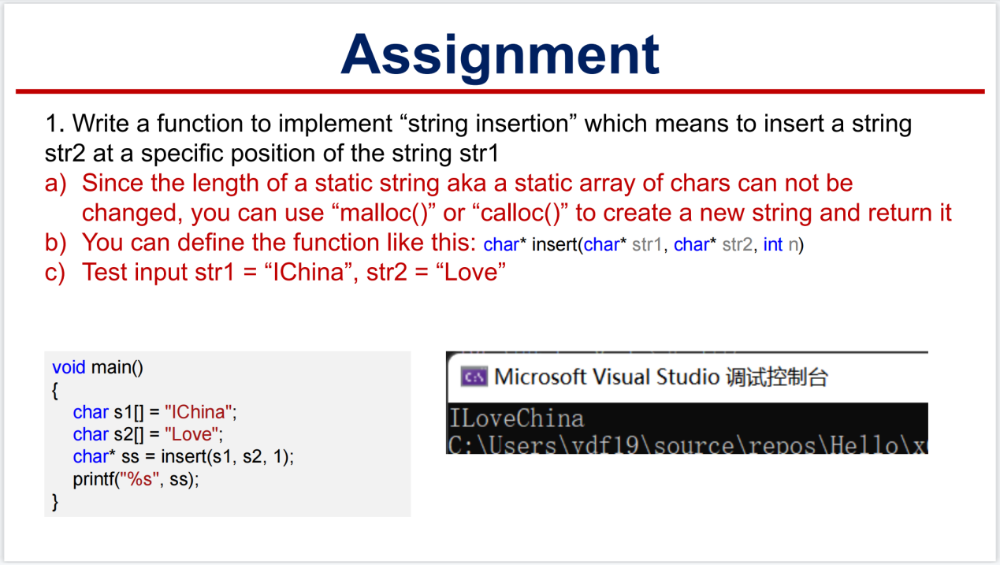 Assignment
1. Write a function to implement “string insertion” which means to insert a string
str2 at a specific position of the string str1
a) Since the length of a static string aka a static array of chars can not be
changed, you can use “malloc()” or “calloc()” to create a new string and return it
b) You can define the function like this: char* insert(char* str1, char* str2, int n)
c) Test input str1 = “IChina”, str2 = “Love”
void main()
{
char s1[] = "IChina";
char s2[] = "Love";
char* ss = insert(s1, s2, 1);
printf("%s", ss);
}
C:\ Microsoft Visual Studio 调试控制台
ILoveChina
C:\Users\vdf19\source\repos\Hello\x